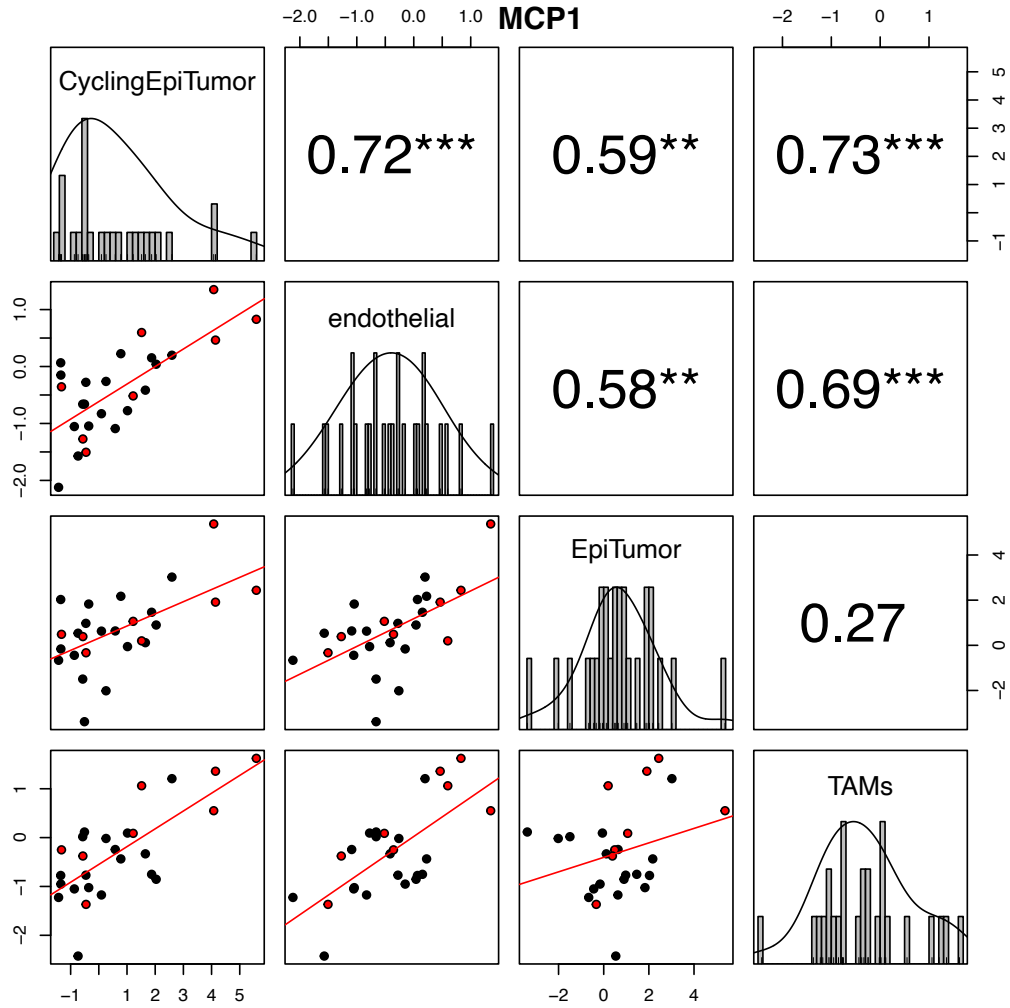 MCP1
−2.0 −1.0 0.0 1.0
−2 −1 0 1
CyclingEpiTumor
0.72***
0.59**
0.73***
−1 1 2 3 4 5
−2.0 −1.0 0.0 1.0
endothelial
0.58**
0.69***
EpiTumor
0.27
−2 0 2 4
−2 −1 0 1
TAMs
−1 1 2 3 4 5
−2 0 2 4